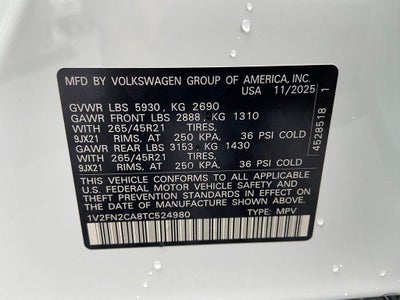 MFD. BY VOLKSWAGEN GROUP OF AMERICA, INC.
USA 11/2025
GVWR LBS 5930, KG 2690
GAWR FRONT LBS 2888, KG 1310
WITH 265/45R21 TIRES,
9JX21 RIMS, AT 250 KPA, 36 PSI COLD
GAWR REAR LBS 3153, KG 1430
WITH 265/45R21 TIRES,
9JX21 RIMS, AT 250 KPA, 36 PSI COLD
THIS VEHICLE CONFORMS TO ALL APPLICABLE
U.S. FEDERAL MOTOR VEHICLE SAFETY AND
THEFT PREVENTION STANDARDS IN EFFECT ON
THE DATE OF MANUFACTURE SHOWN ABOVE.
1V2FN2CA8TC524980 TYPE: MPV
4528518 1